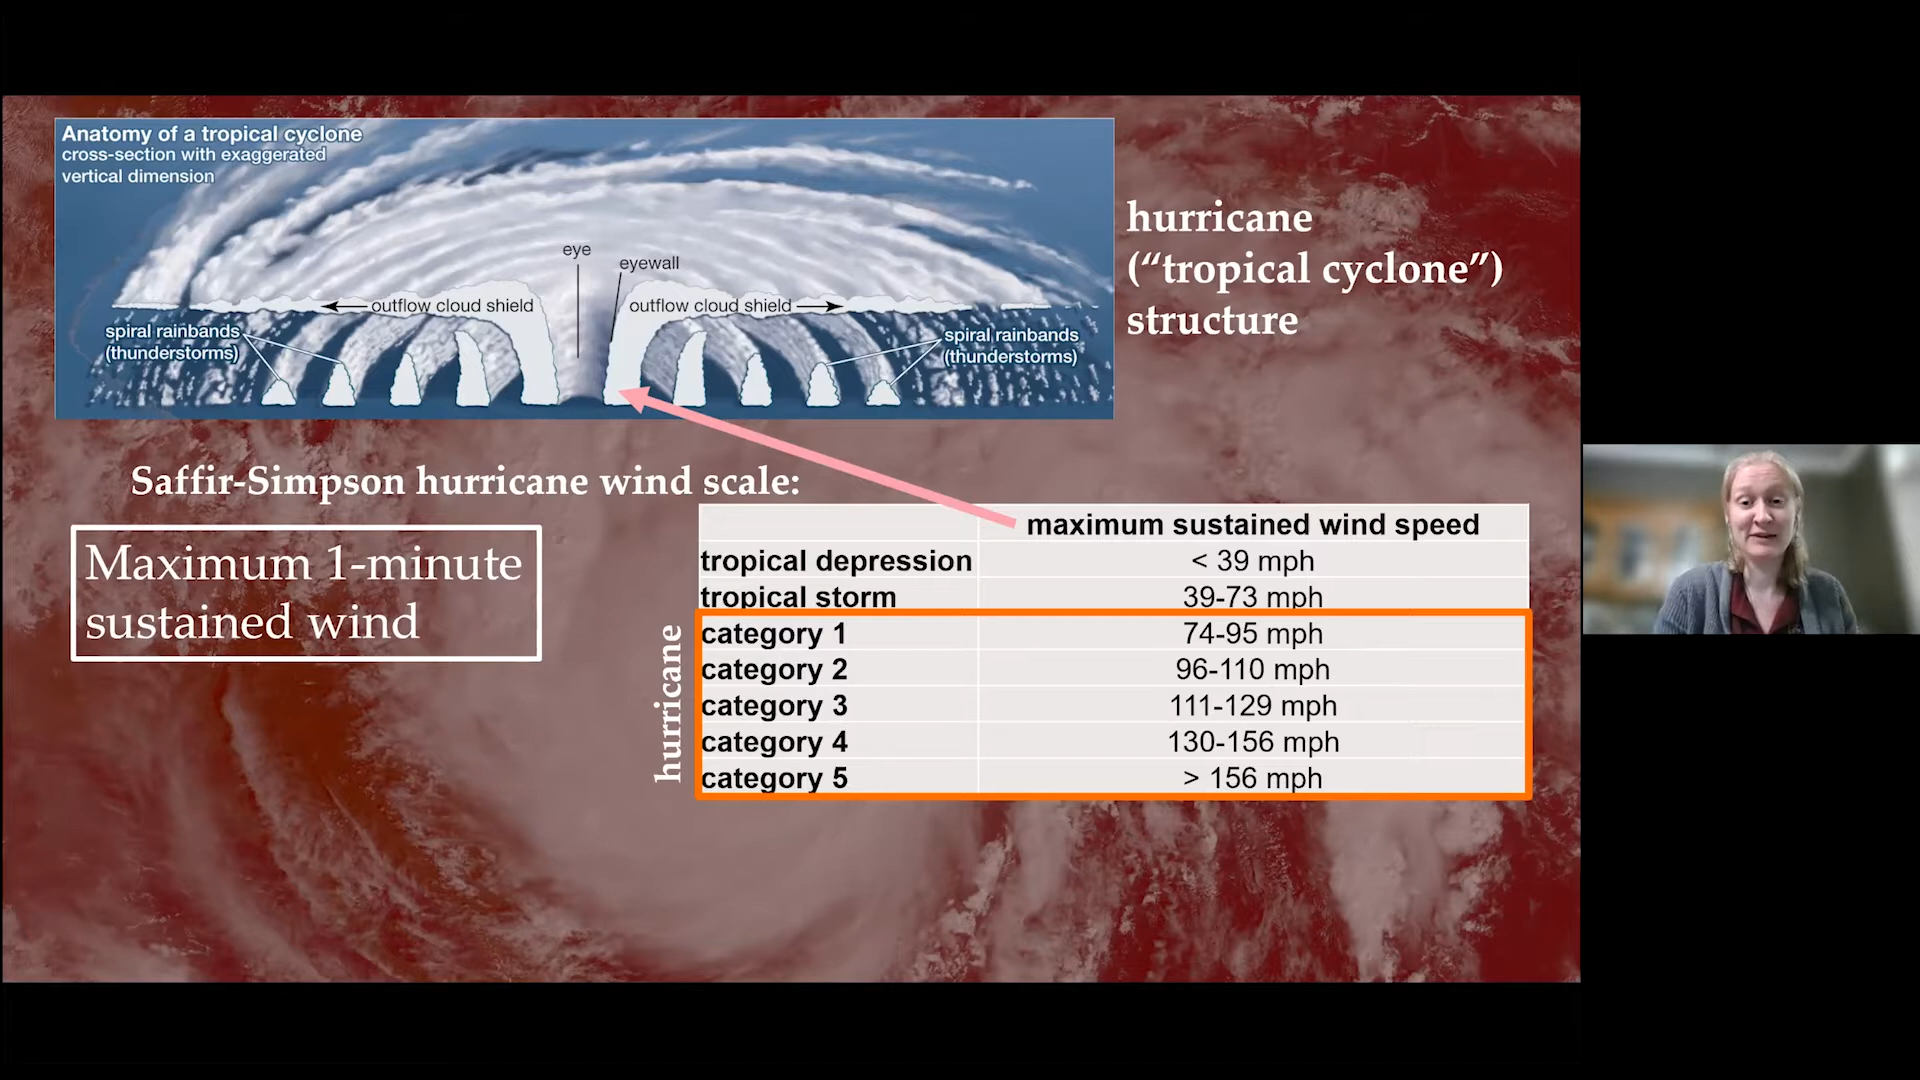 Anatomy of a tropical cyclone
cross-section with exaggerated
vertical dimension
eye
eyewall
outflow cloud shield
outflow cloud shield
spiral rainbands
(thunderstorms)
spiral rainbands
(thunderstorms)
hurricane
(“tropical cyclone”)
structure
Saffir-Simpson hurricane wind scale:
Maximum 1-minute
sustained wind
maximum sustained wind speed
tropical depression < 39 mph
tropical storm 39-73 mph
hurricane
category 1 74-95 mph
category 2 96-110 mph
category 3 111-129 mph
category 4 130-156 mph
category 5 > 156 mph